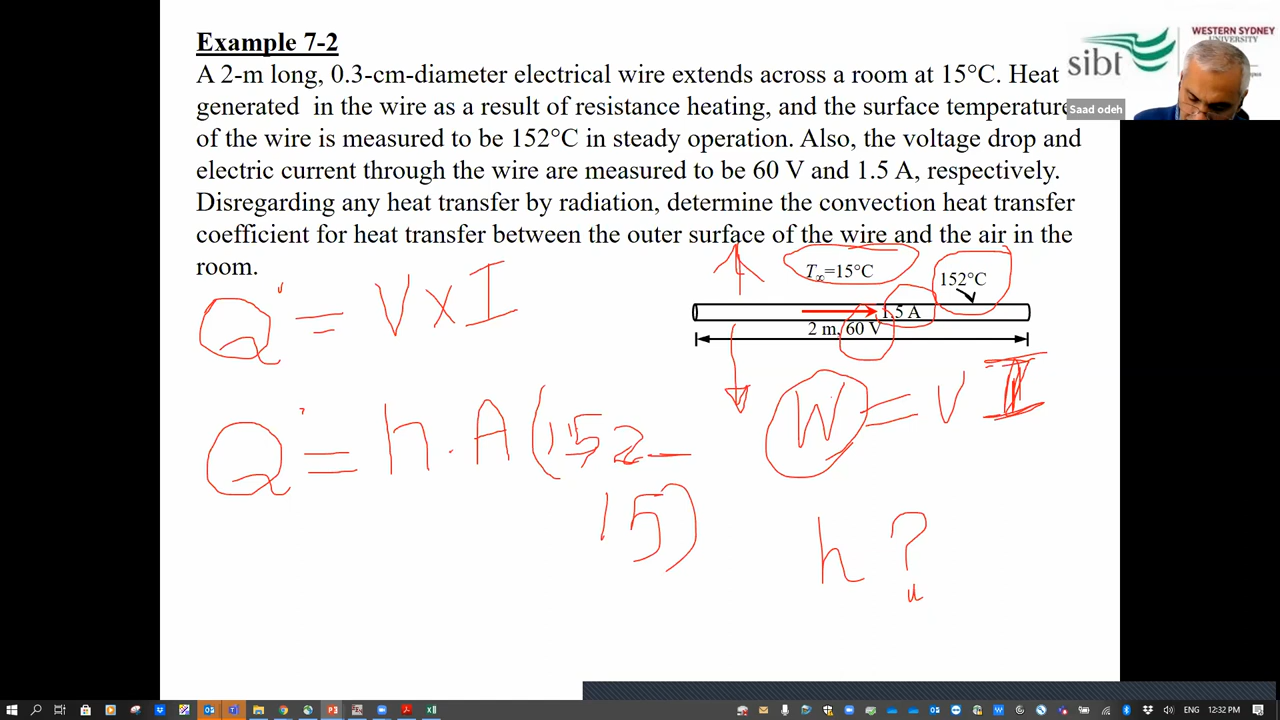 Example 7-2
A 2-m long, 0.3-cm-diameter electrical wire extends across a room at 15°C. Heat
generated in the wire as a result of resistance heating, and the surface temperature
of the wire is measured to be 152°C in steady operation. Also, the voltage drop and
electric current through the wire are measured to be 60 V and 1.5 A, respectively.
Disregarding any heat transfer by radiation, determine the convection heat transfer
coefficient for heat transfer between the outer surface of the wire and the air in the
room.
sibt
WESTERN SYDNEY
UNIVERSITY
Saad odeh
T∞=15°C
152°C
1.5 A
2 m, 60 V
Q = V x I
W = V I
Q = h . A (152 –
15)
h ?
ENG 12:32 PM